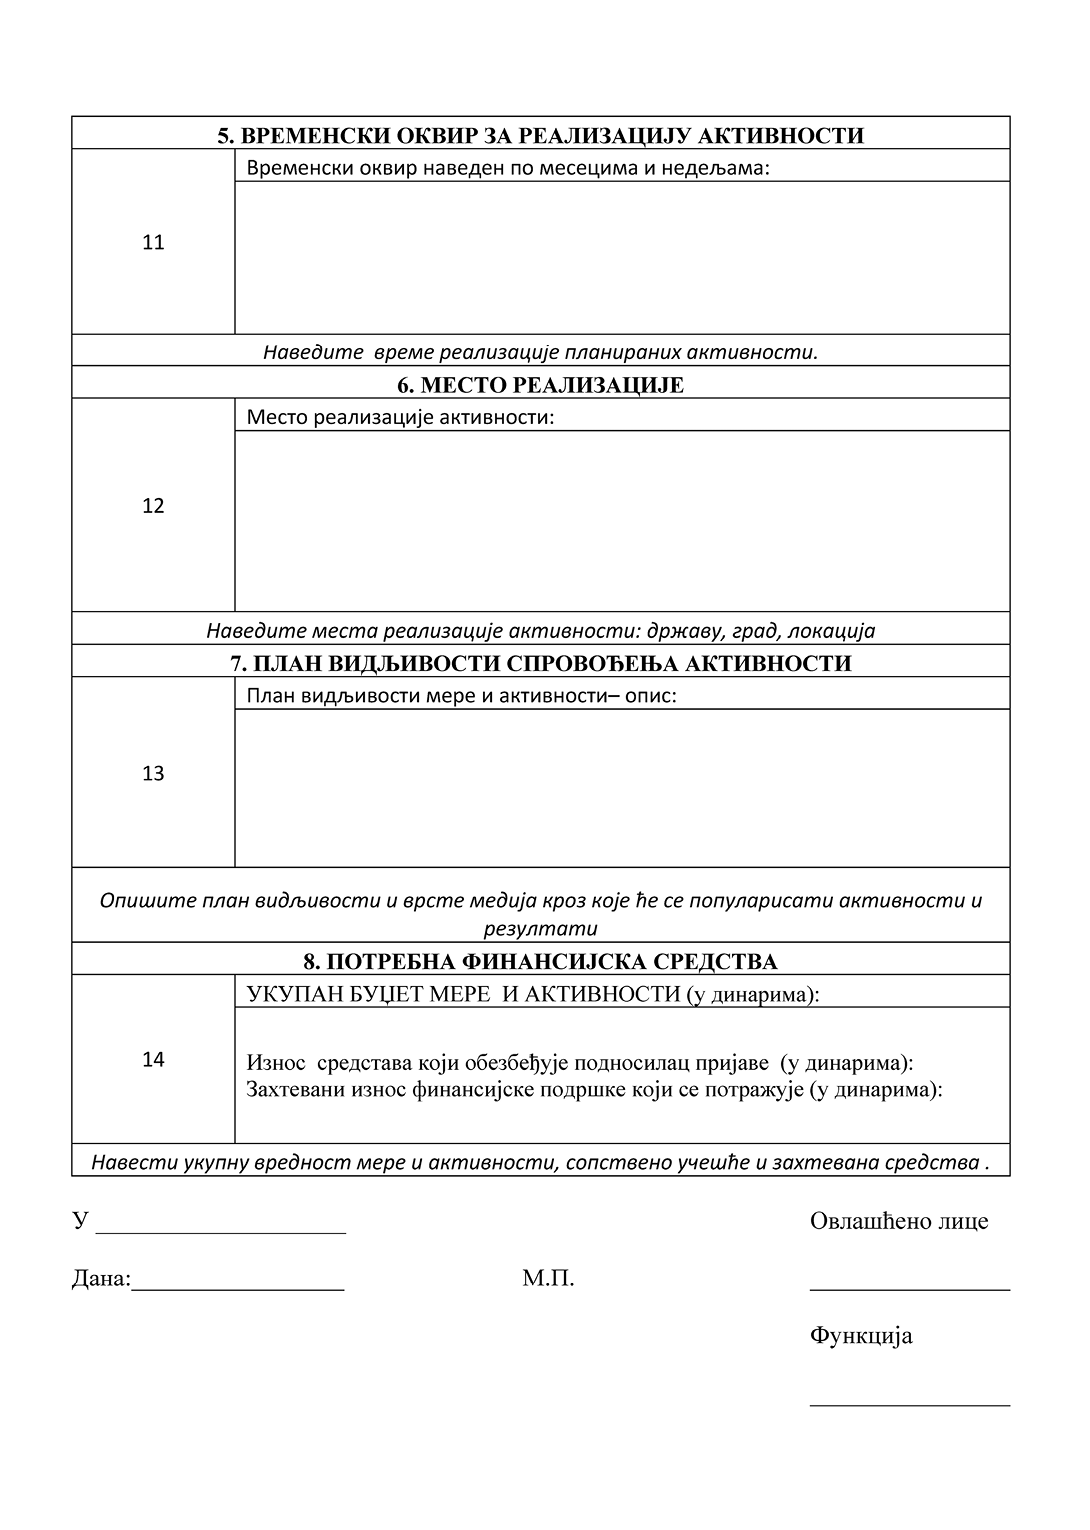 5. ВРЕМЕНСКИ ОКВИР ЗА РЕАЛИЗАЦИЈУ АКТИВНОСТИ
Временски оквир наведен по месецима и недељама:
11
Наведите  време реализације планираних активности.
6. МЕСТО РЕАЛИЗАЦИЈЕ
Место реализације активности:
12
Наведите места реализације активности: државу, град, локација
7. ПЛАН ВИДЉИВОСТИ СПРОВОЂЕЊА АКТИВНОСТИ
План видљивости мере и активности– опис:
13
Опишите план видљивости и врсте медија кроз које ће се популарисати активности и
резултати
8. ПОТРЕБНА ФИНАНСИЈСКА СРЕДСТВА
УКУПАН БУЏЕТ МЕРЕ  И АКТИВНОСТИ (у динарима):
14
Износ  средстава који обезбеђује подносилац пријаве  (у динарима):
Захтевани износ финансијске подршке који се потражује (у динарима):
Навести укупну вредност мере и активности, сопствено учешће и захтевана средства .
У ____________________ Овлашћено лице
Дана:_________________ М.П. ________________
Функција
________________